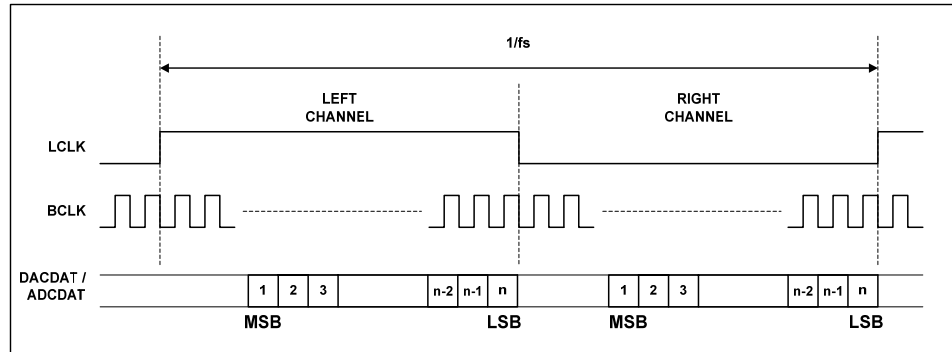 1/fs
LEFT
CHANNEL
RIGHT
CHANNEL
LCLK
BCLK
DACDAT /
ADCDAT
1 2 3 n-2 n-1 n 1 2 3 n-2 n-1 n
MSB LSB MSB LSB